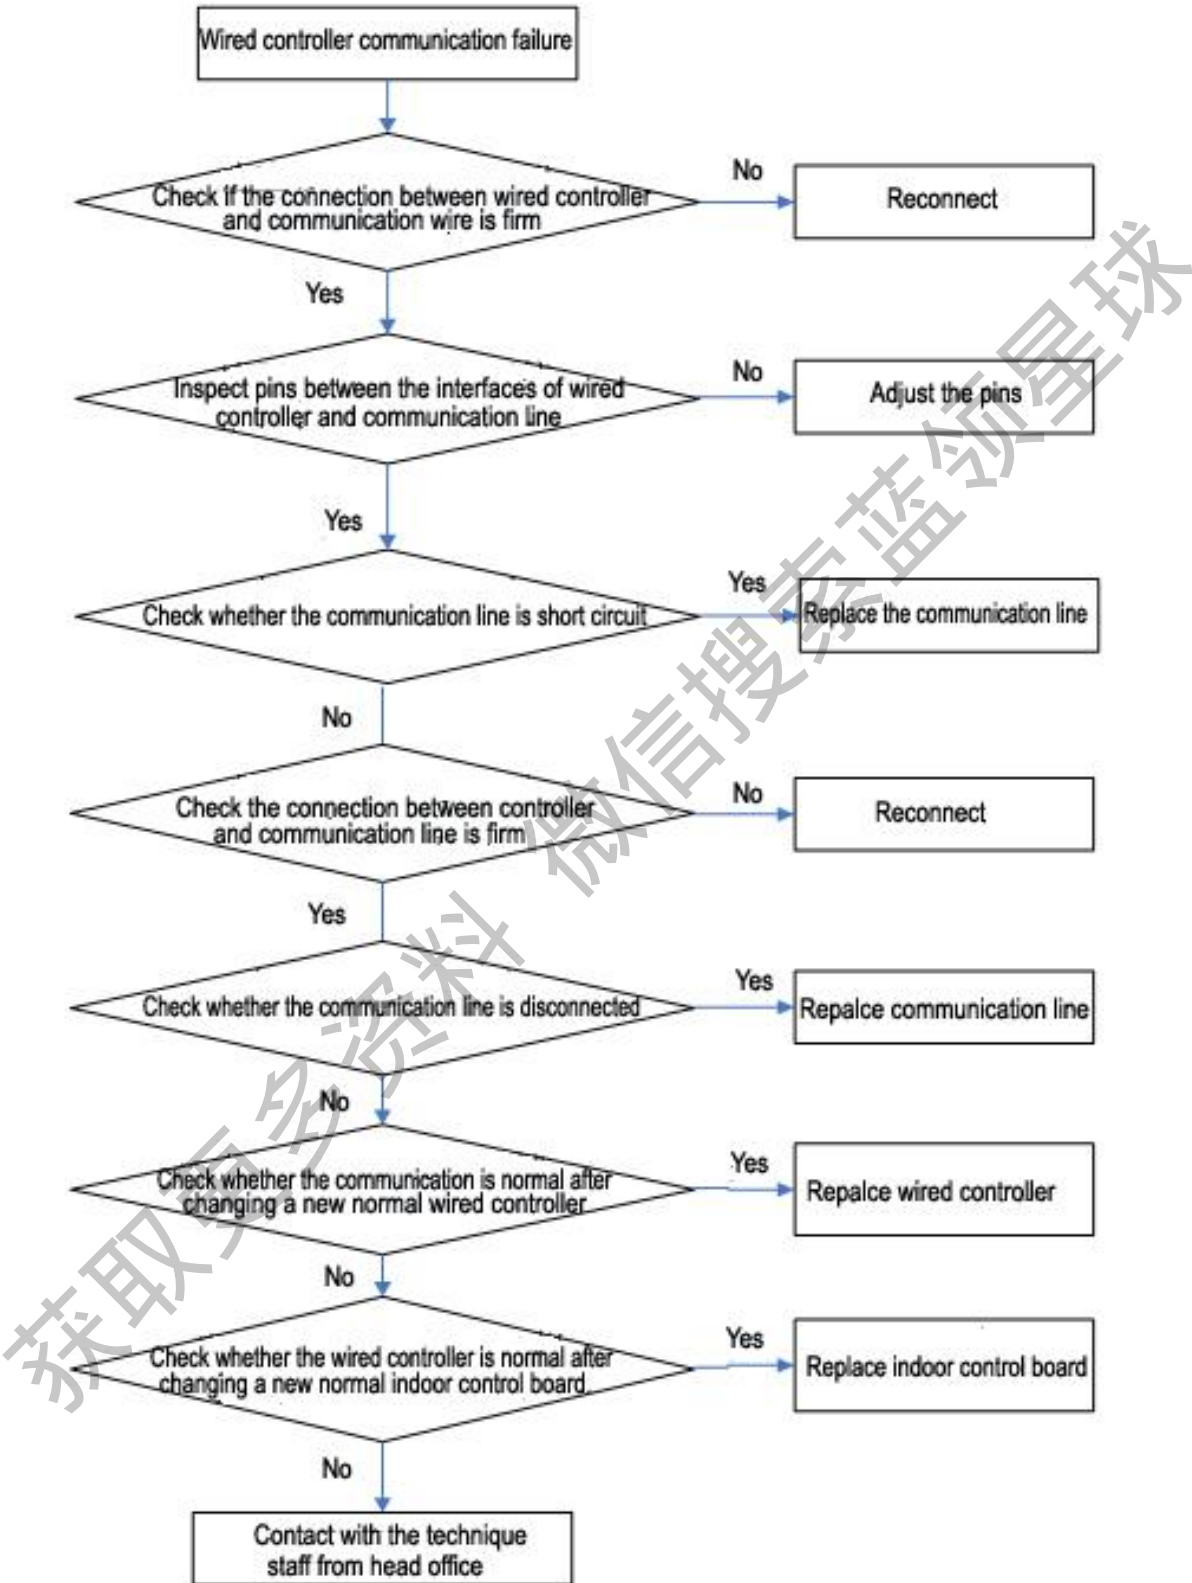 Wired controller communication failure
Check if the connection between wired controller
and communication wire is firm
No
Reconnect
Yes
Inspect pins between the interfaces of wired
controller and communication line
No
Adjust the pins
Yes
Check whether the communication line is short circuit
Yes
Replace the communication line
No
Check the connection between controller
and communication line is firm
No
Reconnect
Yes
Check whether the communication line is disconnected
Yes
Repalce communication line
No
Check whether the communication is normal after
changing a new normal wired controller
Yes
Repalce wired controller
No
Check whether the wired controller is normal after
changing a new normal indoor control board
Yes
Replace indoor control board
No
Contact with the technique
staff from head office
获取更多资料 微信搜索蓝领星球